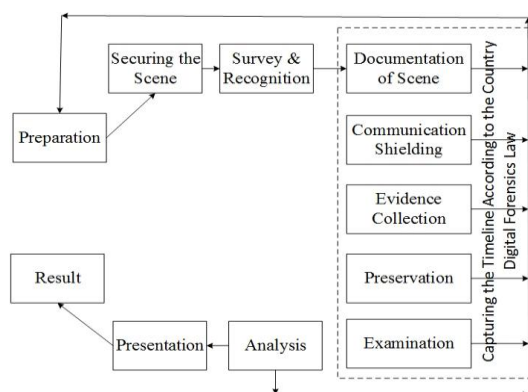 Securing the
Scene
Survey &
Recognition
Documentation
of Scene
Preparation
Communication
Shielding
Evidence
Collection
Preservation
Examination
Capturing the Timeline According to the Country
Digital Forensics Law
Result
Presentation
Analysis